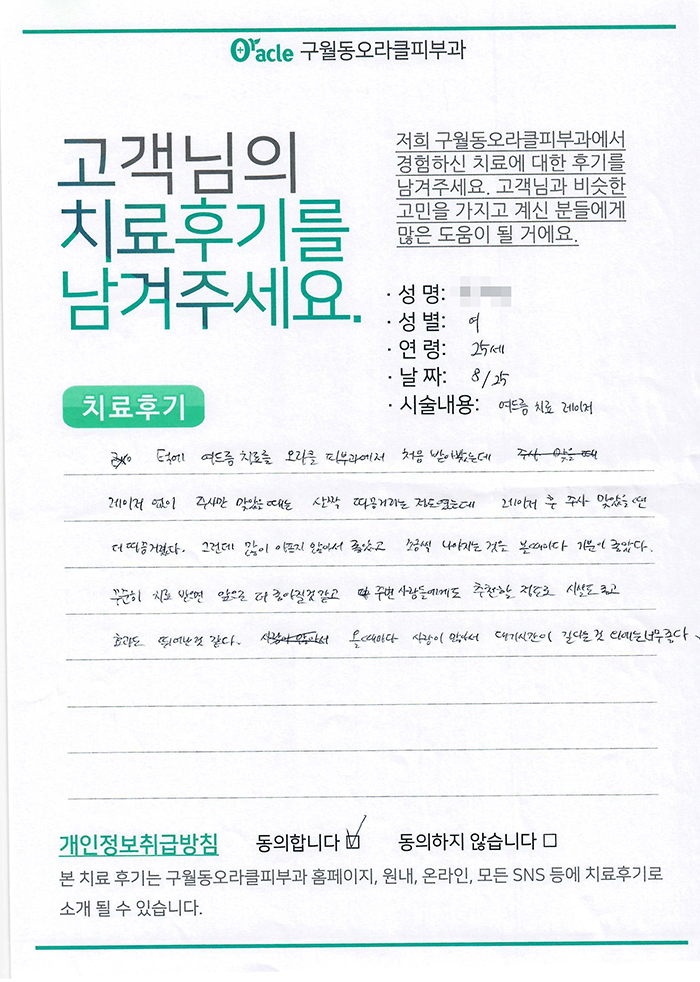 Oracle 구월동오라클피부과
고객님의
치료후기를
남겨주세요.
저희 구월동오라클피부과에서
경험하신 치료에 대한 후기를
남겨주세요. 고객님과 비슷한
고민을 가지고 계신 분들에게
많은 도움이 될 거에요.
· 성 명:
· 성 별: 여
· 연 령: 25세
· 날 짜: 8/25
· 시술내용: 여드름 치료 레이저
치료후기
턱에 여드름 치료를 오라클 피부과에서 처음 받아봤는데 주사 맞을 때
레이저 없이 주사만 맞았을 때는 살짝 따끔거리는 정도였는데 레이저 후 주사 맞았을 땐
더 따끔거렸다. 그런데 많이 아프지 않아서 좋았고 조금씩 나아지는 것을 볼때마다 기분이 좋았다.
꾸준히 치료 받으면 앞으로 더 좋아질것 같고 주변 사람들에게도 추천할 정도로 시설도 좋고
효과도 뛰어난것 같다. 올때마다 사람이 많아서 대기시간이 길다는 것 외에는 너무 좋다
개인정보취급방침 동의합니다 ☑ 동의하지 않습니다 □
본 치료 후기는 구월동오라클피부과 홈페이지, 원내, 온라인, 모든 SNS 등에 치료후기로
소개 될 수 있습니다.